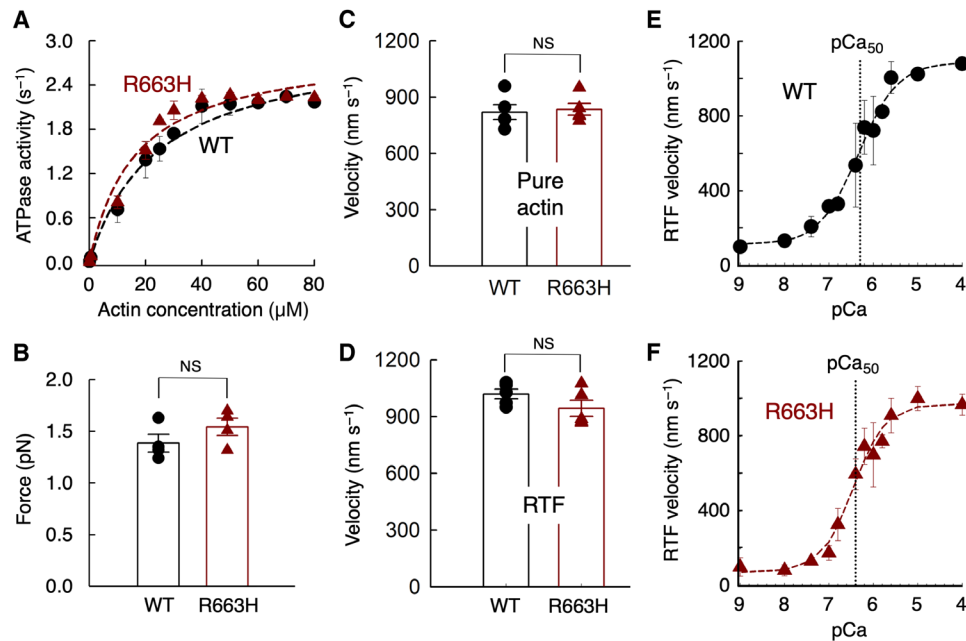 A
3.0
2.4
1.8
1.2
0.6
0.0
ATPase activity (s⁻¹)
R663H
WT
0
20
40
60
80
Actin concentration (µM)
B
2.0
1.5
1.0
0.5
0.0
Force (pN)
NS
WT
R663H
C
1200
900
600
300
0
Velocity (nm s⁻¹)
NS
Pure
actin
WT
R663H
D
1200
900
600
300
0
Velocity (nm s⁻¹)
NS
RTF
WT
R663H
E
pCa₅₀
1200
800
400
0
RTF velocity (nm s⁻¹)
WT
9
8
7
6
5
4
pCa
F
pCa₅₀
1200
800
400
0
RTF velocity (nm s⁻¹)
R663H
9
8
7
6
5
4
pCa